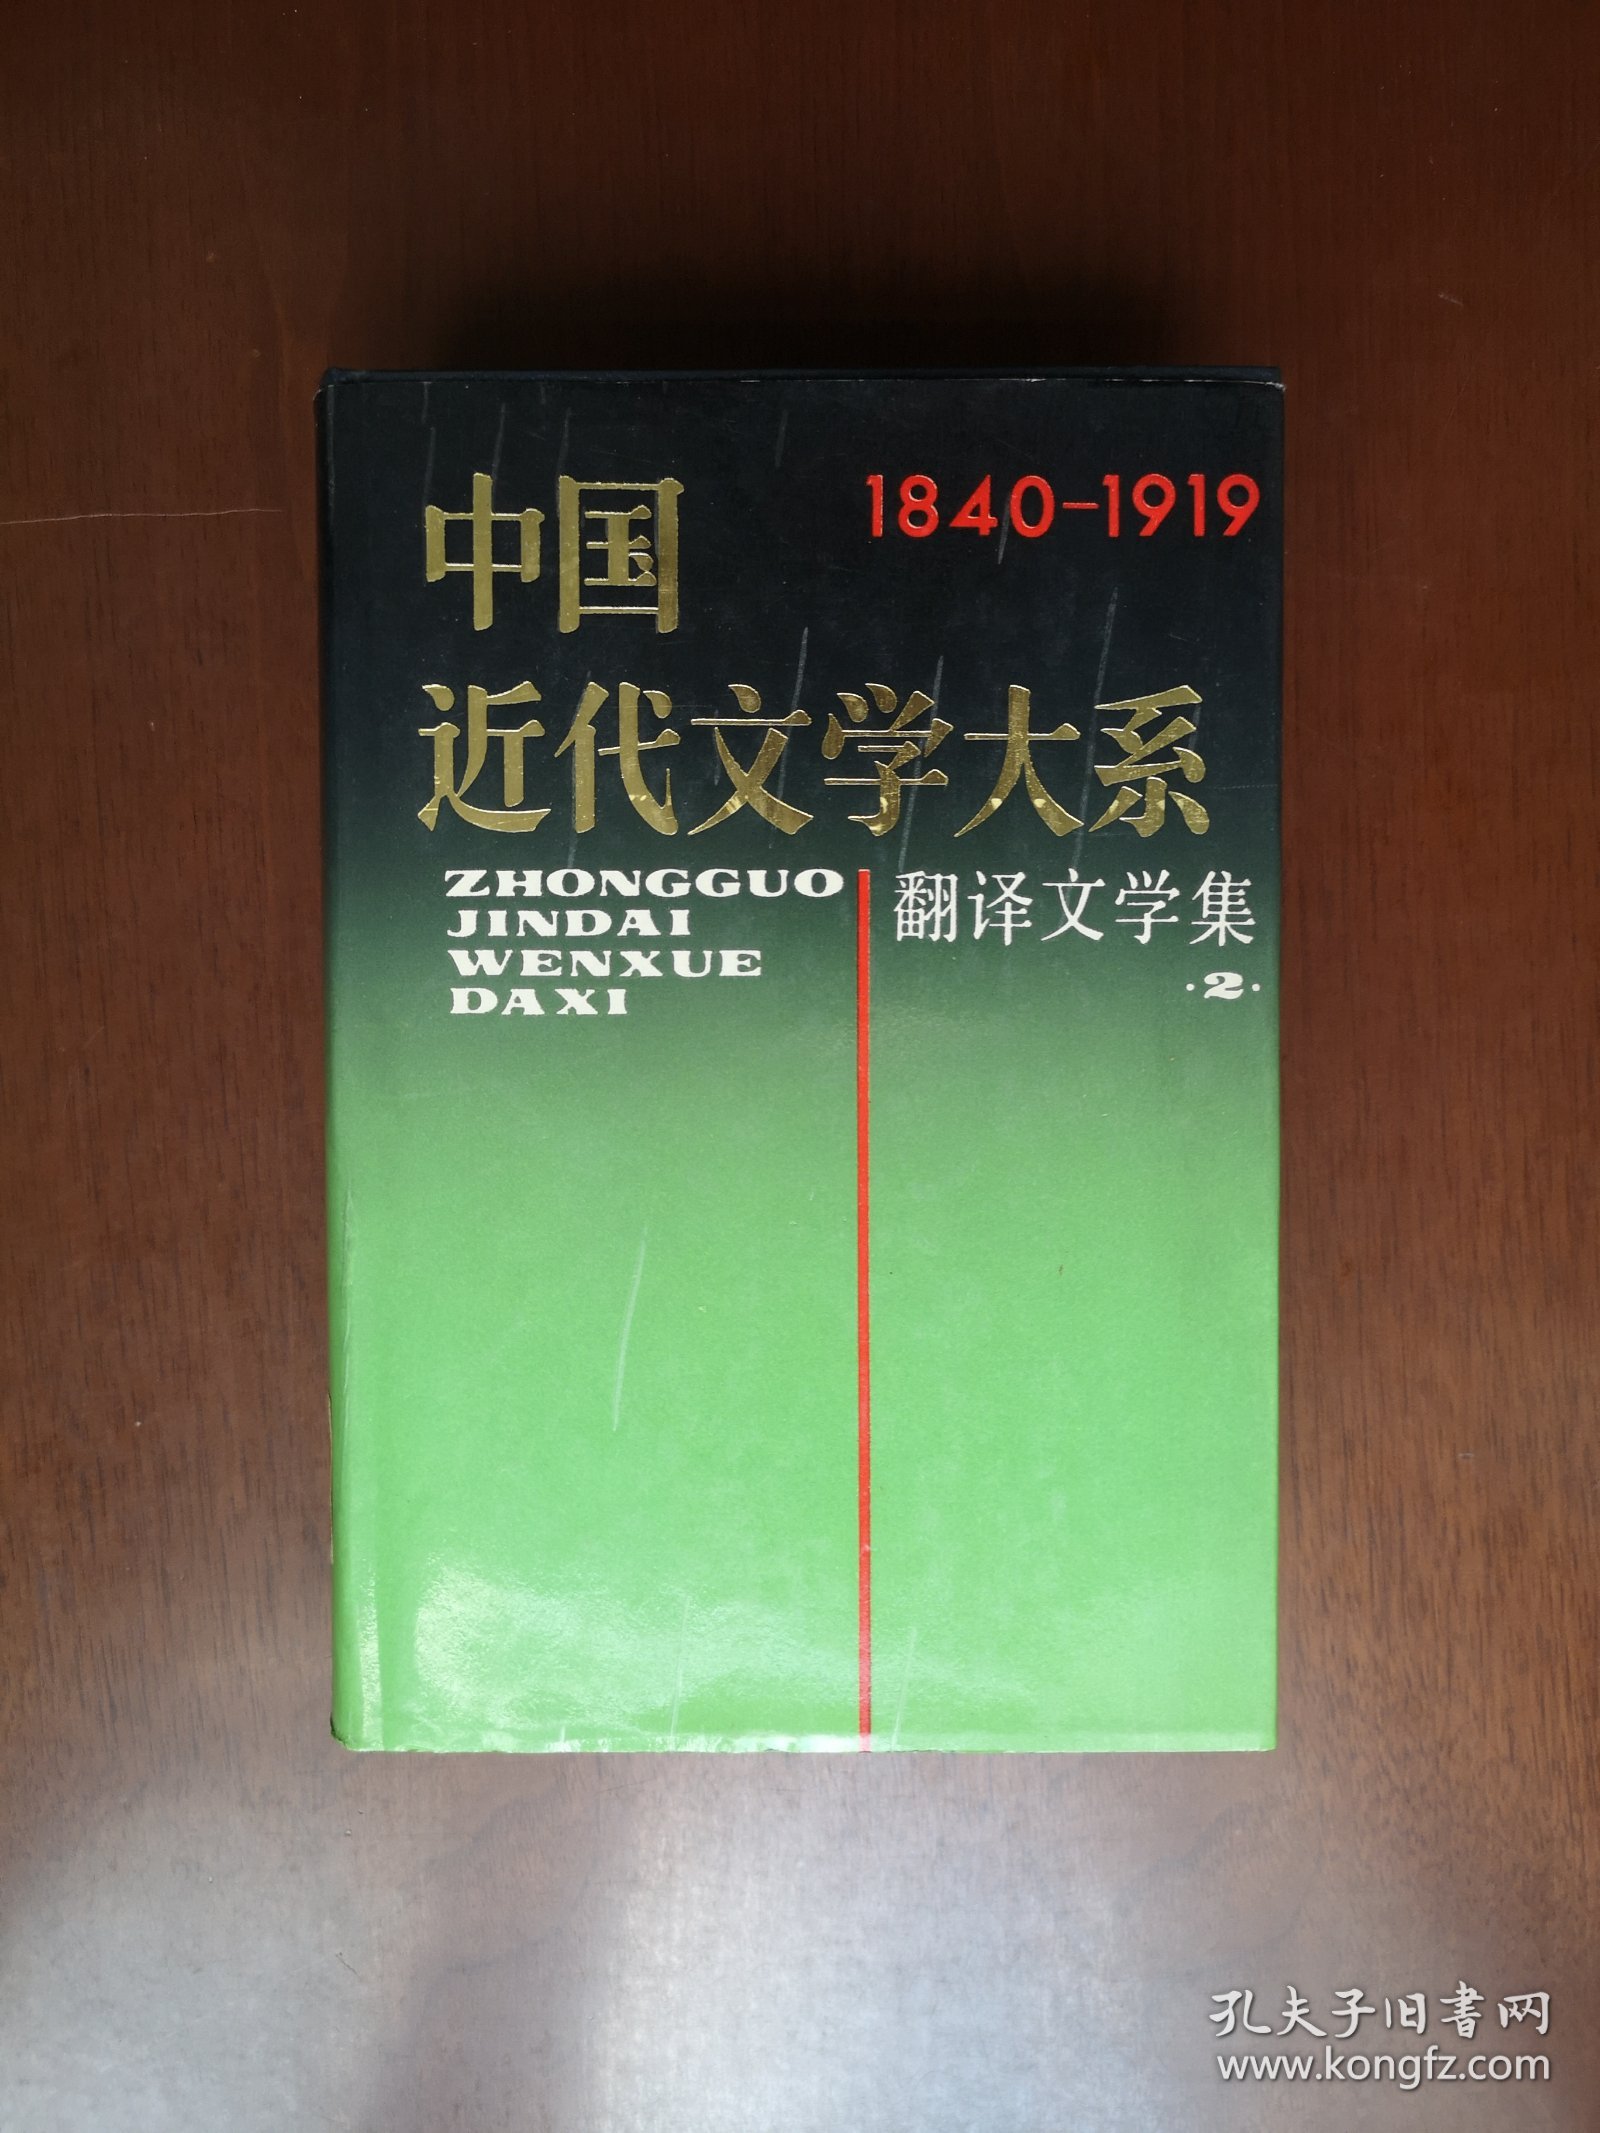 中国
1840-1919
近代文学大系
ZHONGGUO
JINDAI
WENXUE
DAXI
翻译文学集
·2·
孔夫子旧书网
www.kongfz.com